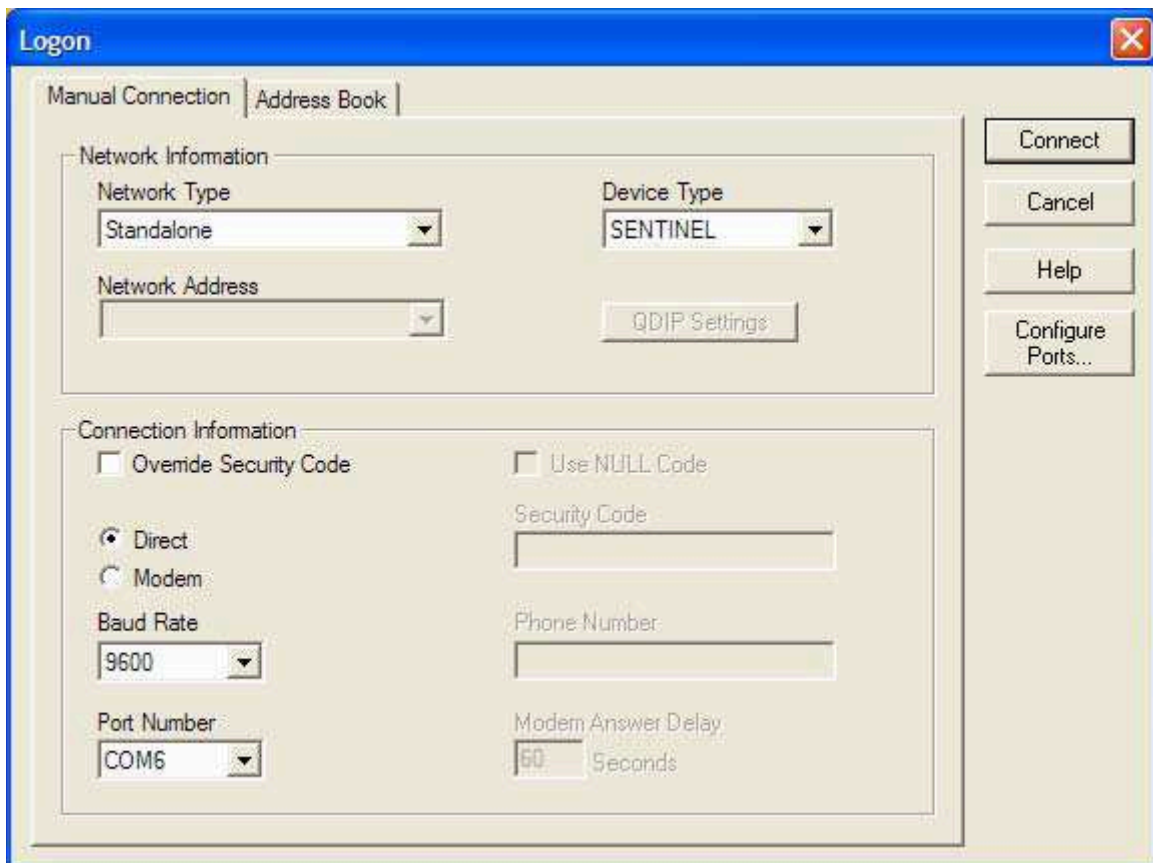 Logon
Manual Connection
Address Book
Network Information
Network Type
Device Type
Standalone
SENTINEL
Network Address
QDIP Settings
Connect
Cancel
Help
Configure
Ports...
Connection Information
Override Security Code
Use NULL Code
Security Code
Direct
Modem
Baud Rate
Phone Number
9600
Port Number
Modem Answer Delay
COM6
60 Seconds